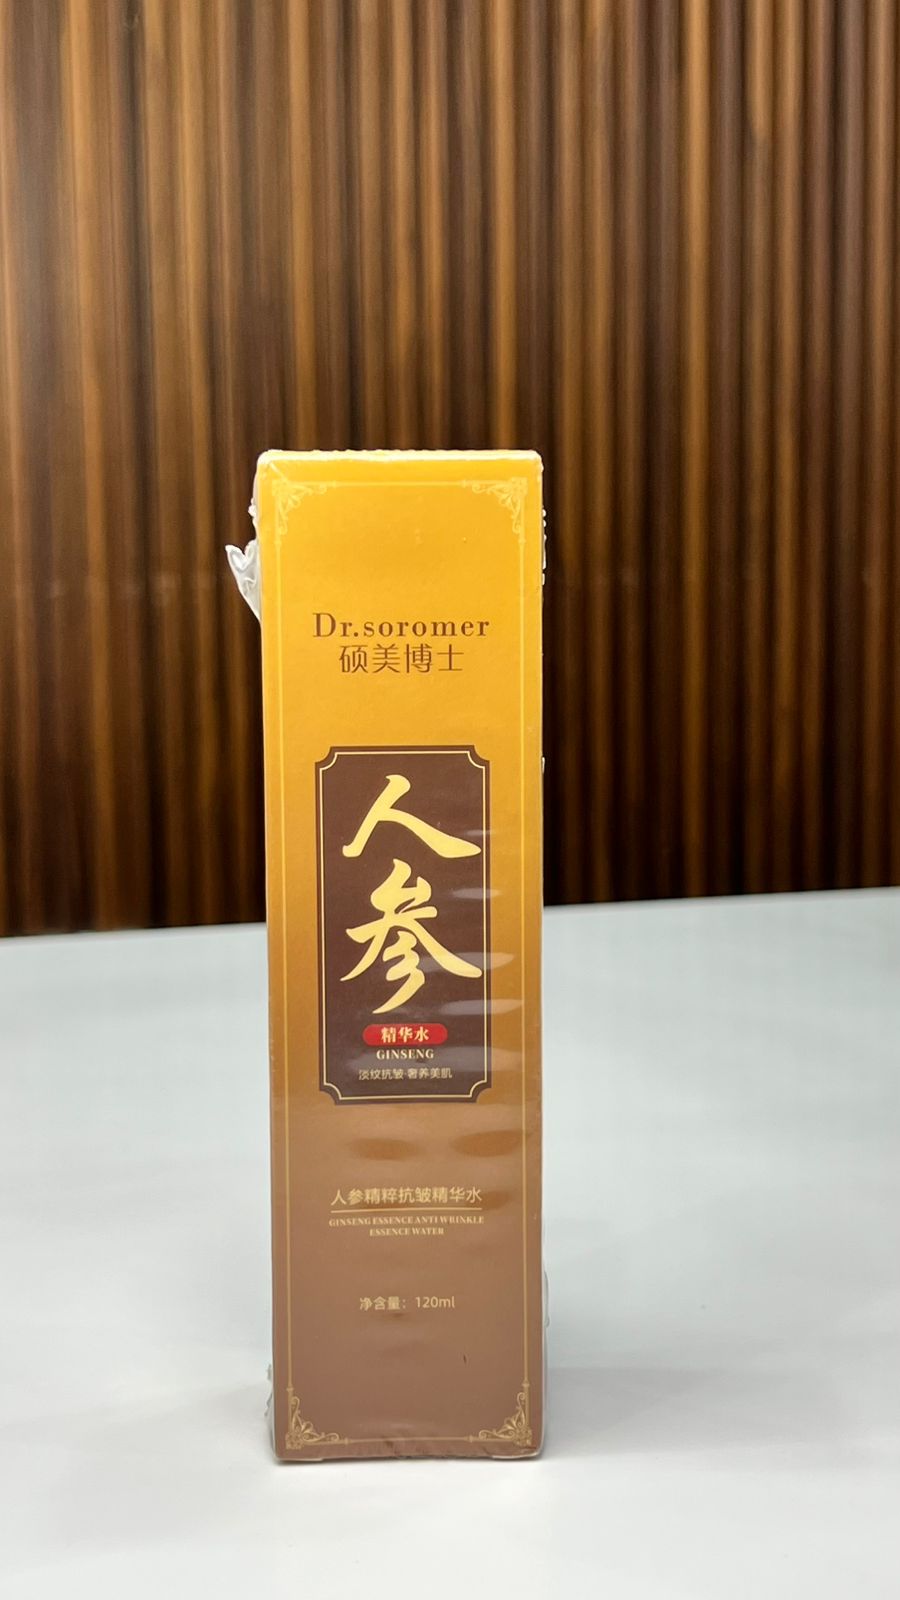 Dr.soromer
硕美博士
人
参
精华水
GINSENG
淡纹抗皱·奢养美肌
人参精粹抗皱精华水
GINSENG ESSENCE ANTI WRINKLE
ESSENCE WATER
净含量：120ml